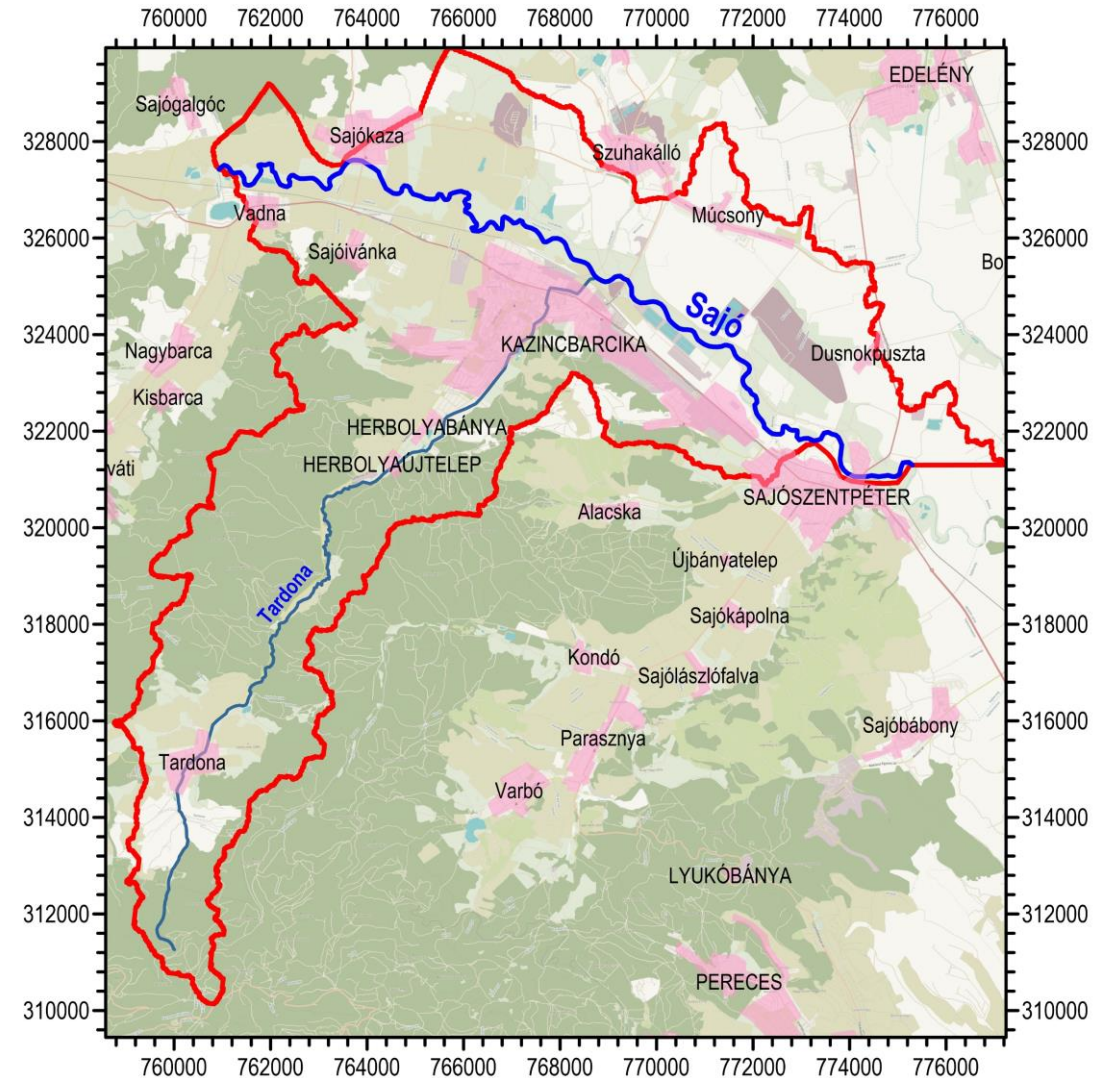 760000 762000 764000 766000 768000 770000 772000 774000 776000
EDELÉNY
Sajógalgóc
Sajókaza
328000 328000
Szuhakálló
Vadna
Múcsony
326000 326000
Sajóivánka
Bo
Sajó
324000 324000
KAZINCBARCIKA
Nagybarca
Dusnokpuszta
Kisbarca
322000 322000
HERBOLYABÁNYA
HERBOLYAÚJTELEP
váti
SAJÓSZENTPÉTER
320000 320000
Alacska
Újbányatelep
Tardona
318000 318000
Sajókápolna
Kondó
Sajólászlófalva
316000 316000
Sajóbábony
Parasznya
Tardona
Varbó
314000 314000
LYUKÓBÁNYA
312000 312000
PERECES
310000 310000
760000 762000 764000 766000 768000 770000 772000 774000 776000